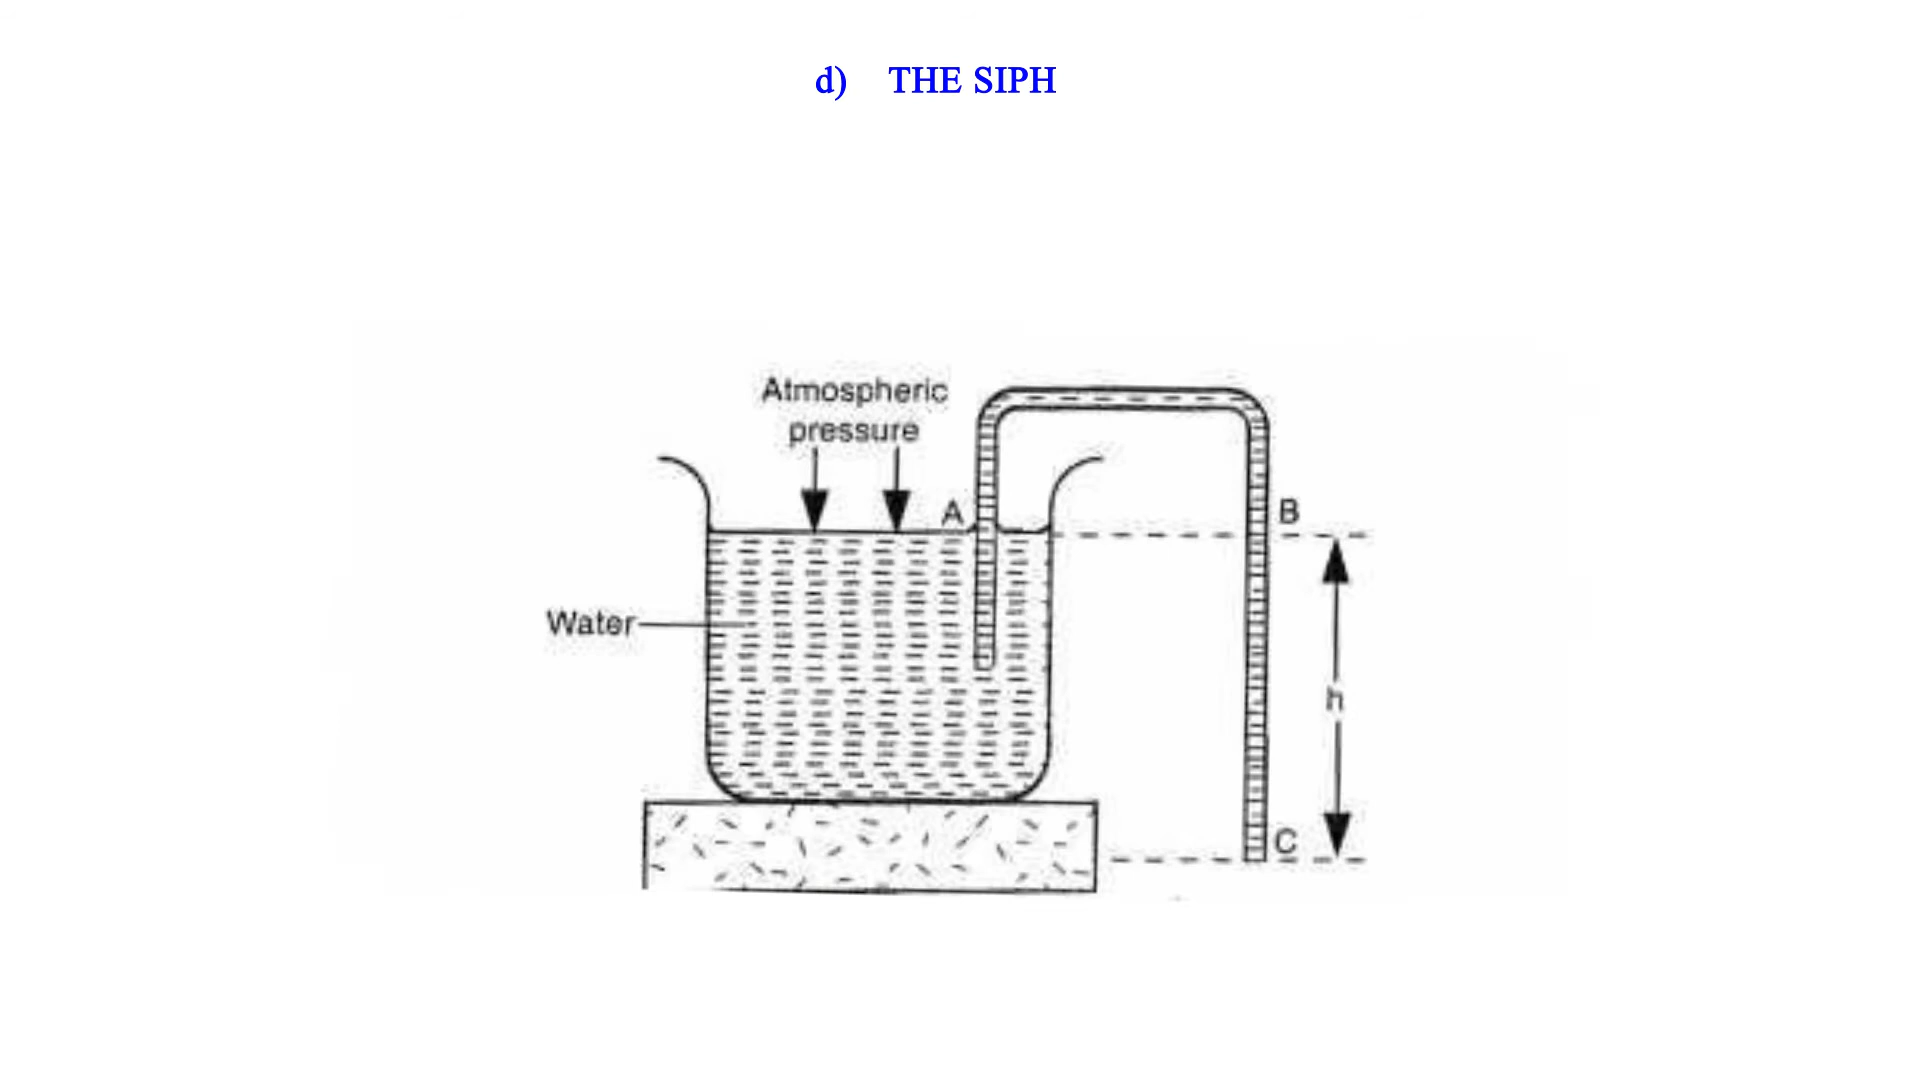 d) THE SIPH
Atmospheric
pressure
A
B
Water
h
C